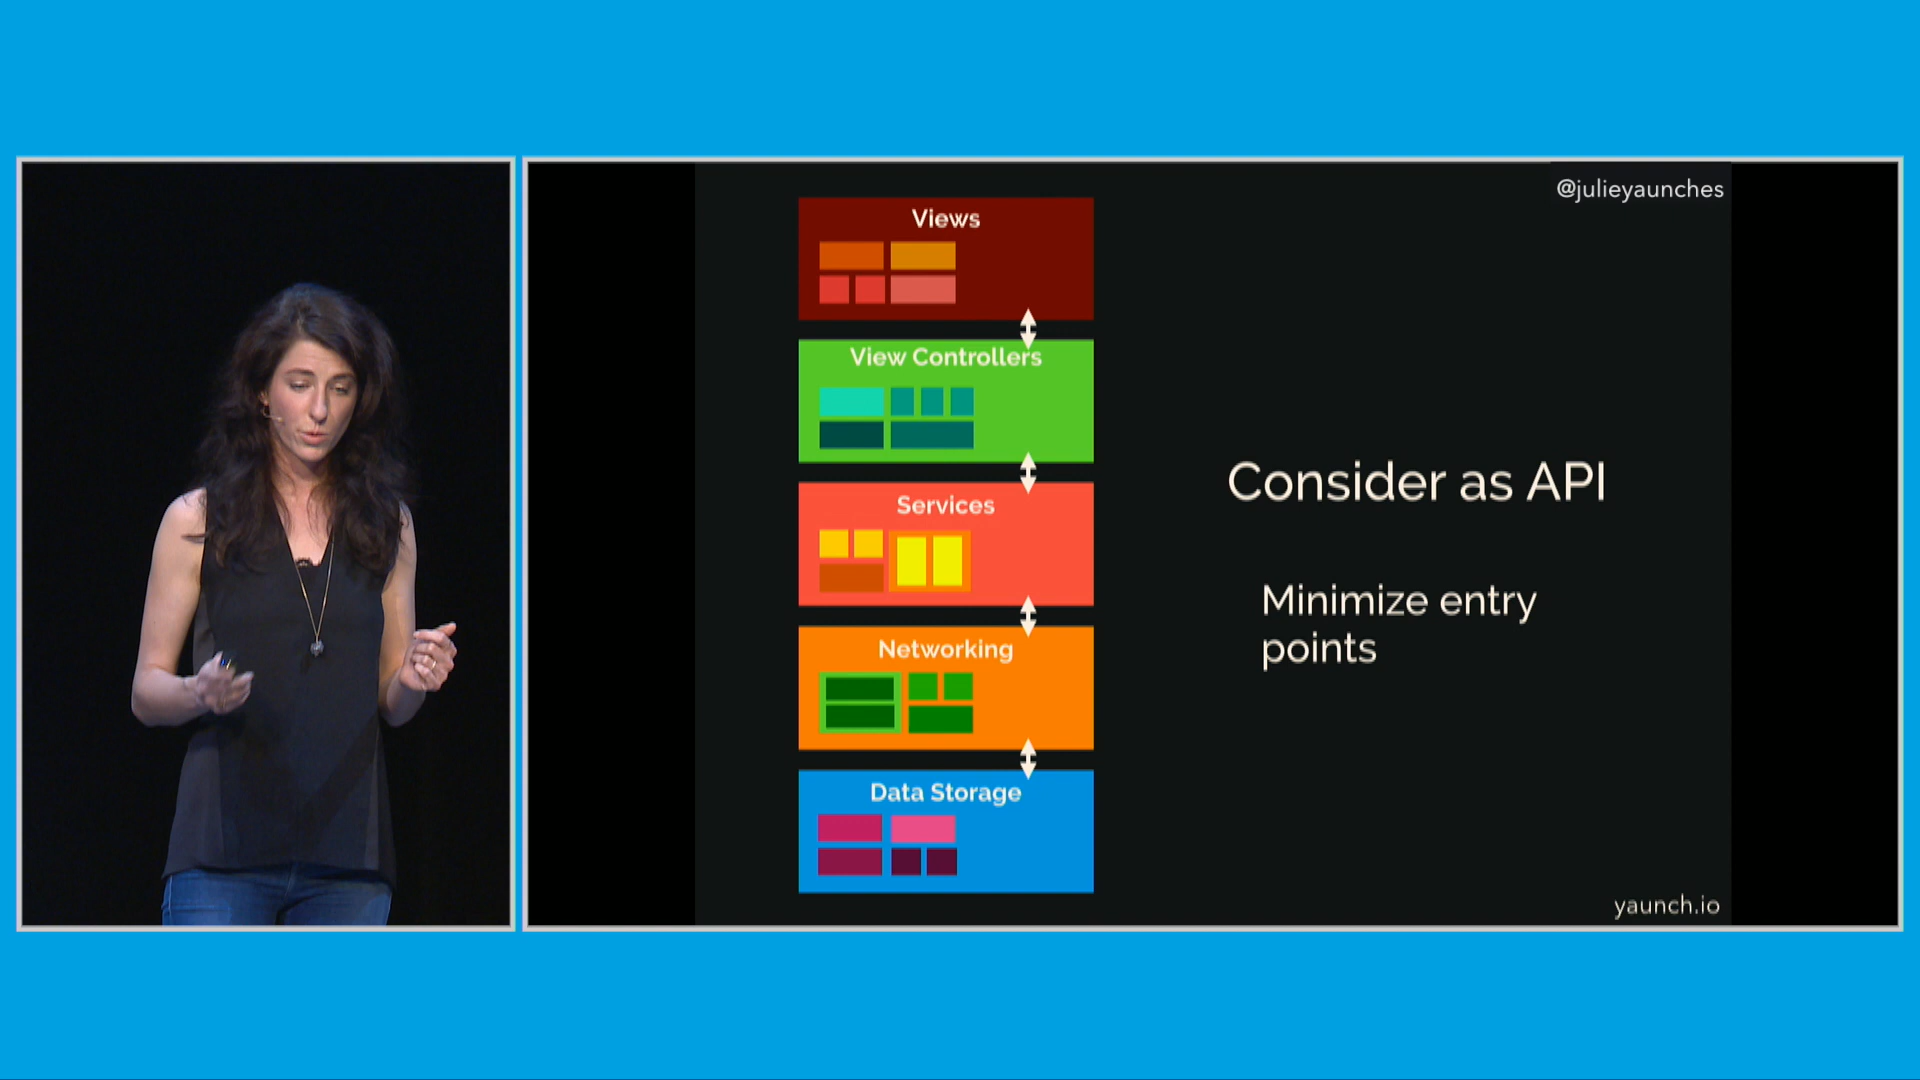 @julieyaunches
Views
View Controllers
Services
Networking
Data Storage
Consider as API
Minimize entry
points
yaunch.io